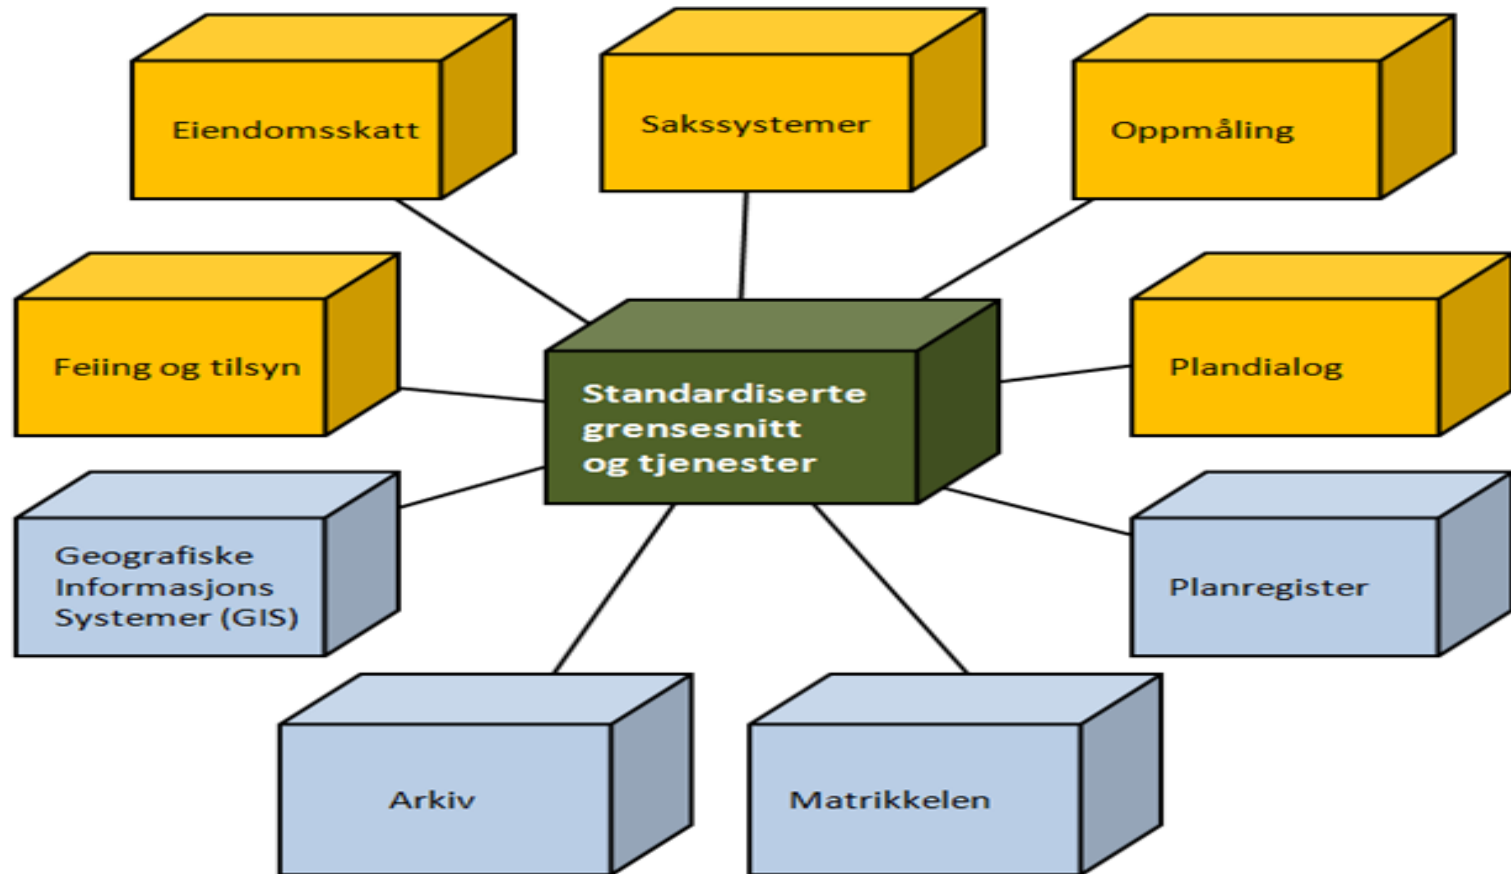 Eiendomsskatt
Sakssystemer
Oppmåling
Feiing og tilsyn
Standardiserte
grensesnitt
og tjenester
Plandialog
Geografiske
Informasjons
Systemer (GIS)
Planregister
Arkiv
Matrikkelen